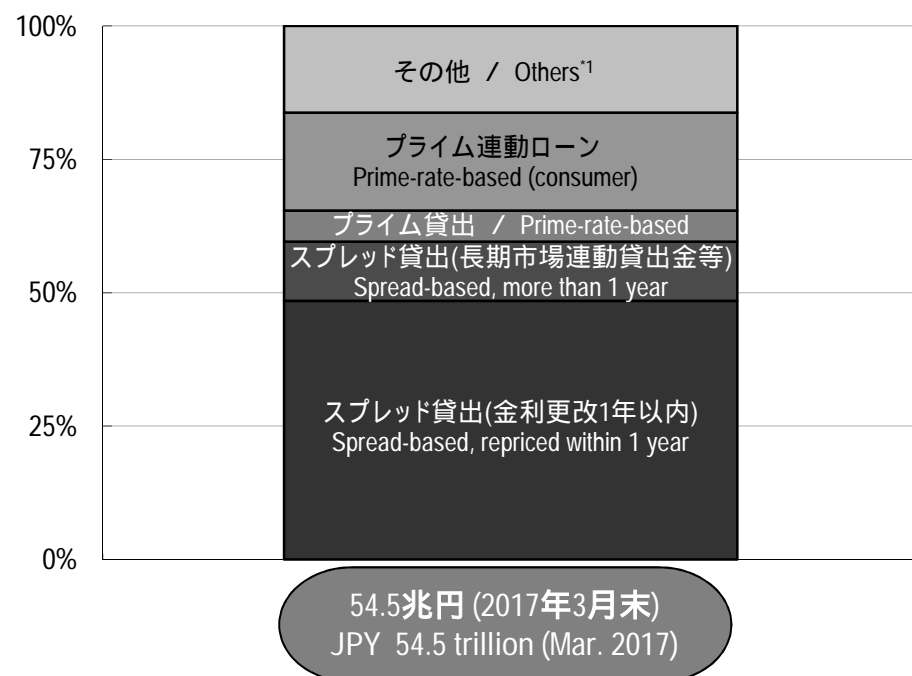 100%
その他 / Others*1
プライム連動ローン
75%
Prime-rate-based (consumer)
プライム貸出 / Prime-rate-based
スプレッド貸出(長期市場連動貸出金等)
50%
Spread-based, more than 1 year
スプレッド貸出(金利更改1年以内)
25%
Spread-based, repriced within 1 year
0%
54.5兆円 (2017年3月末)
JPY 54.5 trillion (Mar. 2017)